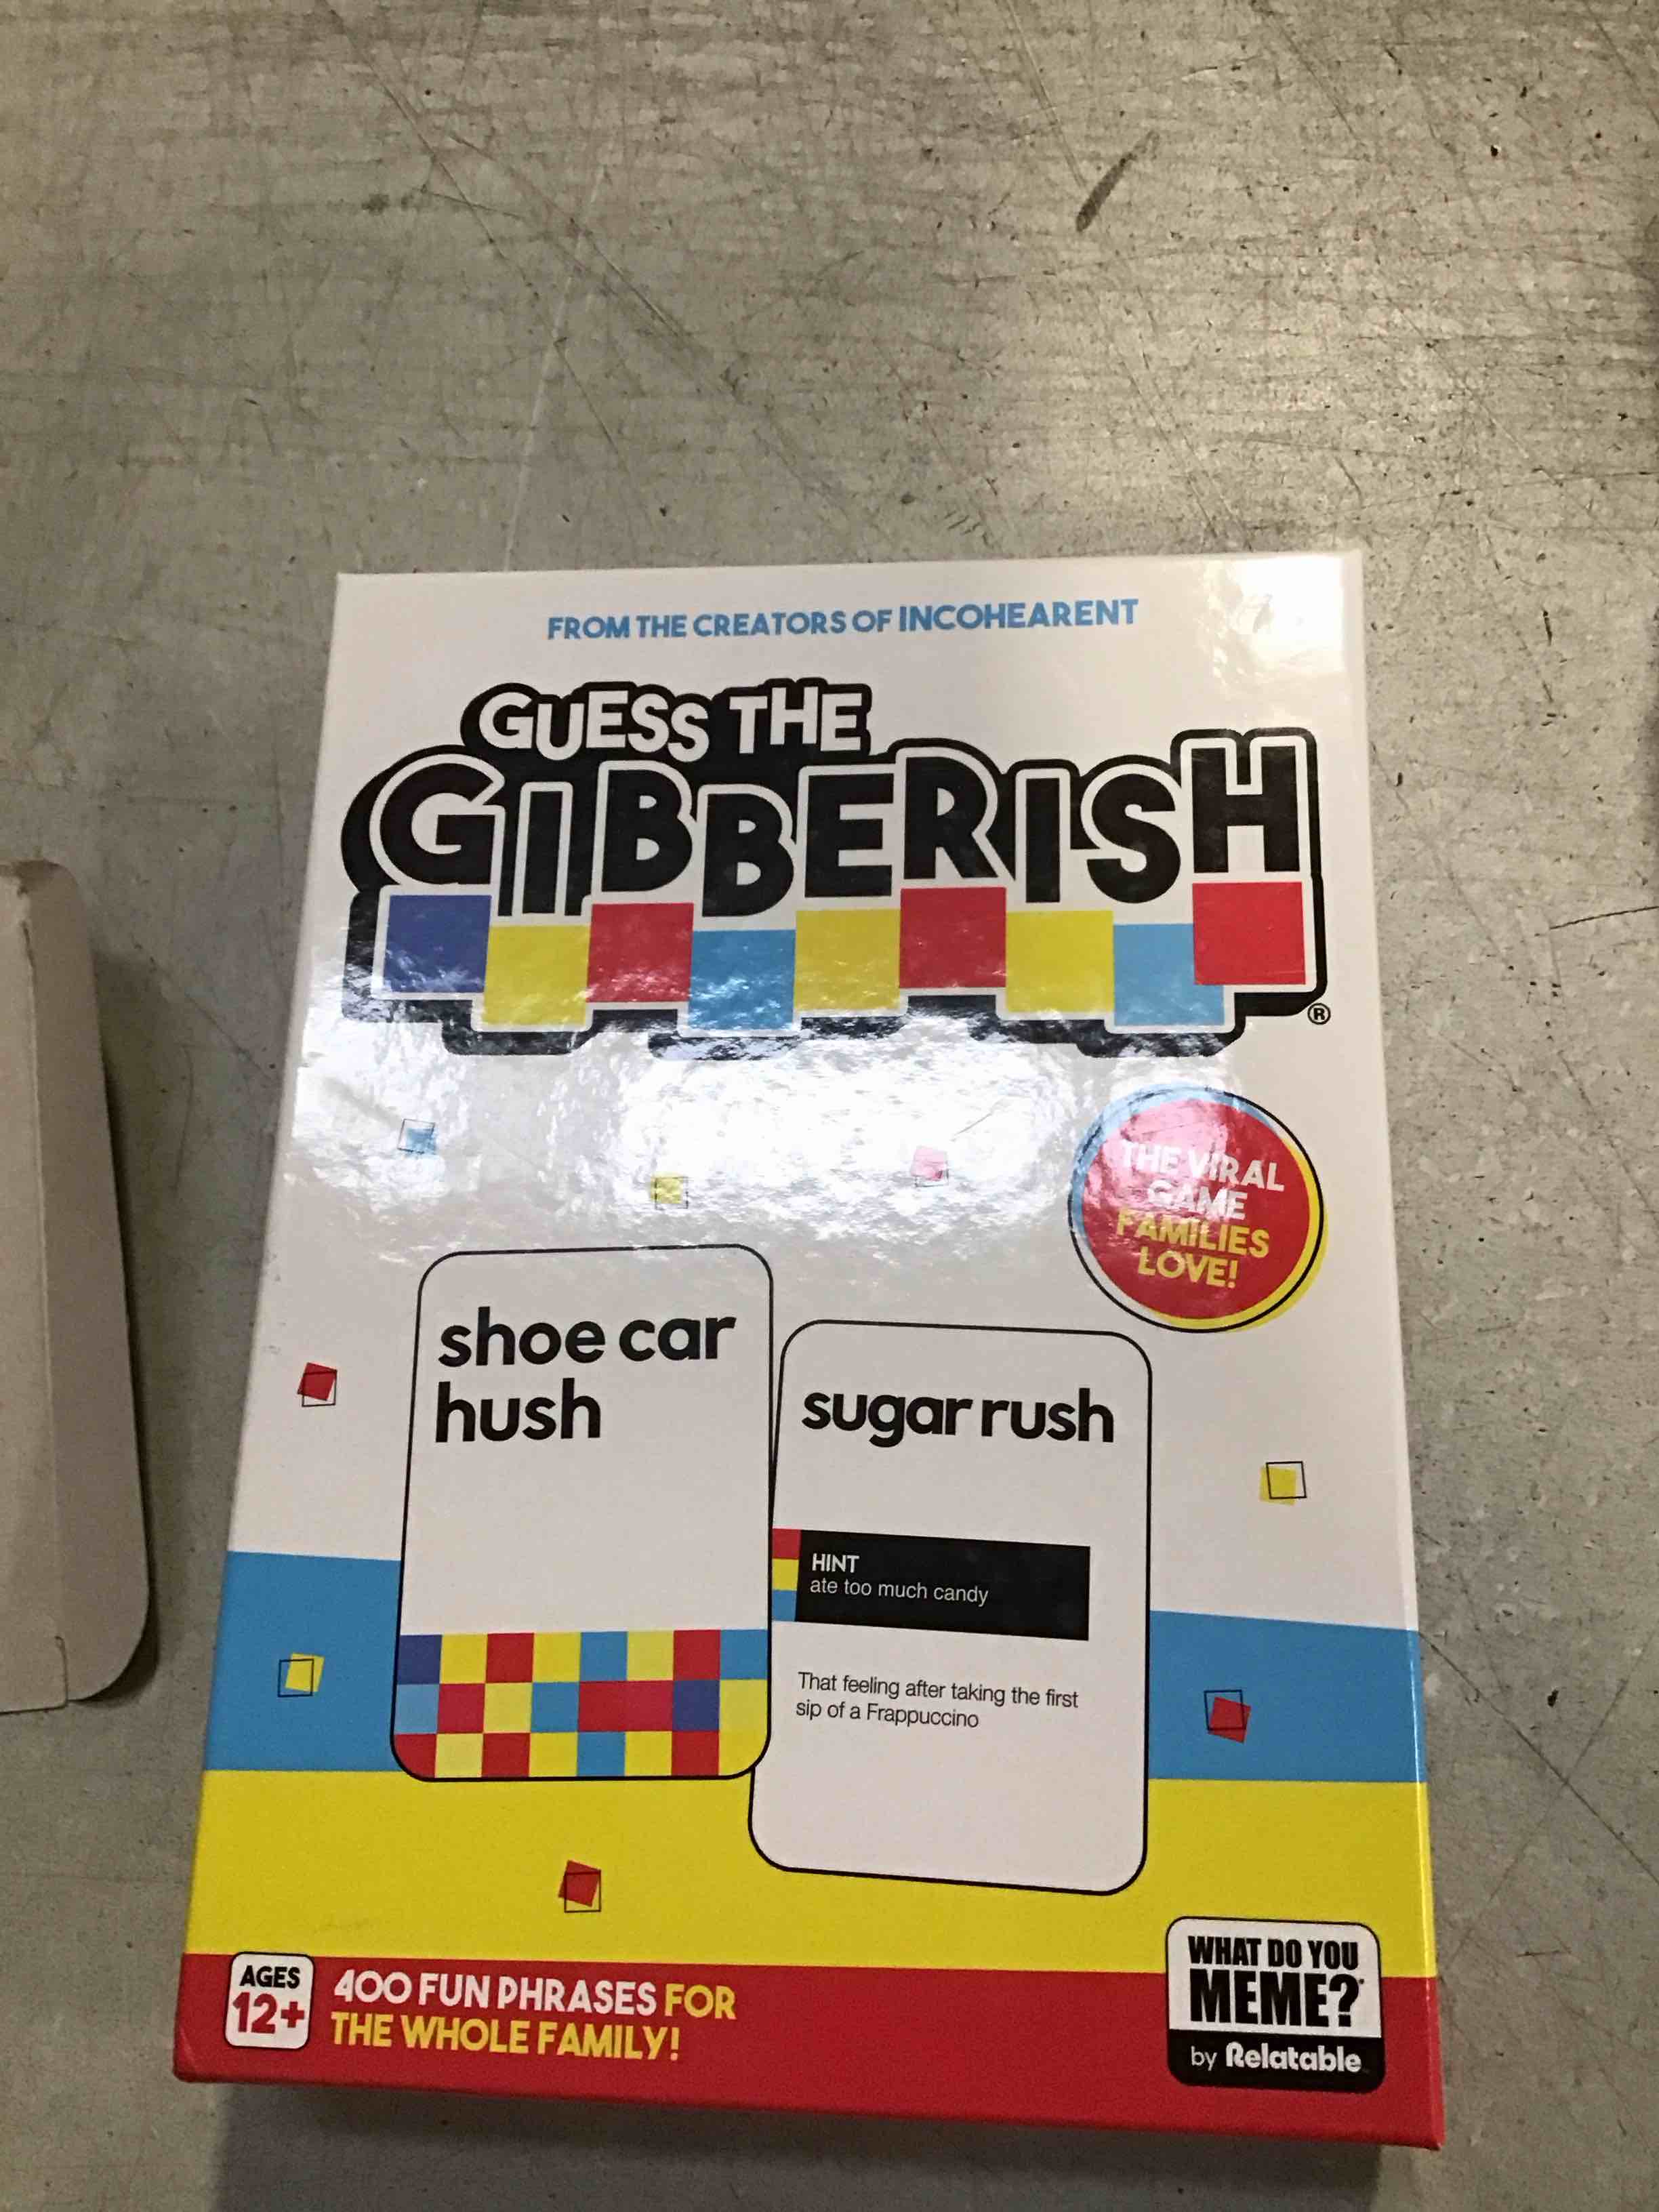 FROM THE CREATORS OF INCOHEARENT
GUESS THE
GIBBERISH
®
THE VIRAL
GAME
FAMILIES
LOVE!
shoe car
hush
sugar rush
HINT
ate too much candy
That feeling after taking the first
sip of a Frappuccino
AGES
12+
400 FUN PHRASES FOR
THE WHOLE FAMILY!
WHAT DO YOU
MEME?
by Relatable